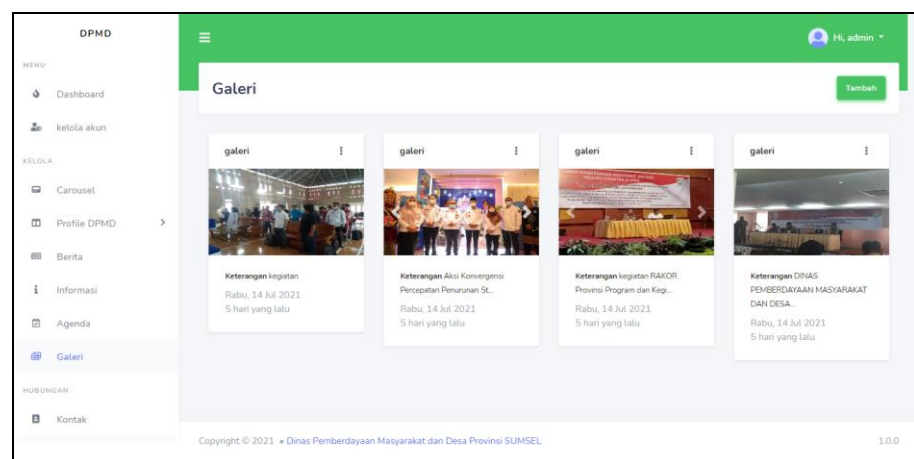 DPMD
Hi, admin
MENU
Dashboard
kelola akun
KELOLA
Carousel
Profile DPMD
Berita
Informasi
Agenda
Galeri
HUBUNGAN
Kontak
Galeri
Tambah
galeri
Keterangan kegiatan
Rabu, 14 Jul 2021
5 hari yang lalu
galeri
Keterangan Aksi Konvergensi
Percepatan Penurunan St...
Rabu, 14 Jul 2021
5 hari yang lalu
galeri
Keterangan kegiatan RAKOR
Provinsi Program dan Kegi...
Rabu, 14 Jul 2021
5 hari yang lalu
galeri
Keterangan DINAS
PEMBERDAYAAN MASYARAKAT
DAN DESA...
Rabu, 14 Jul 2021
5 hari yang lalu
Copyright © 2021 • Dinas Pemberdayaan Masyarakat dan Desa Provinsi SUMSEL
1.0.0